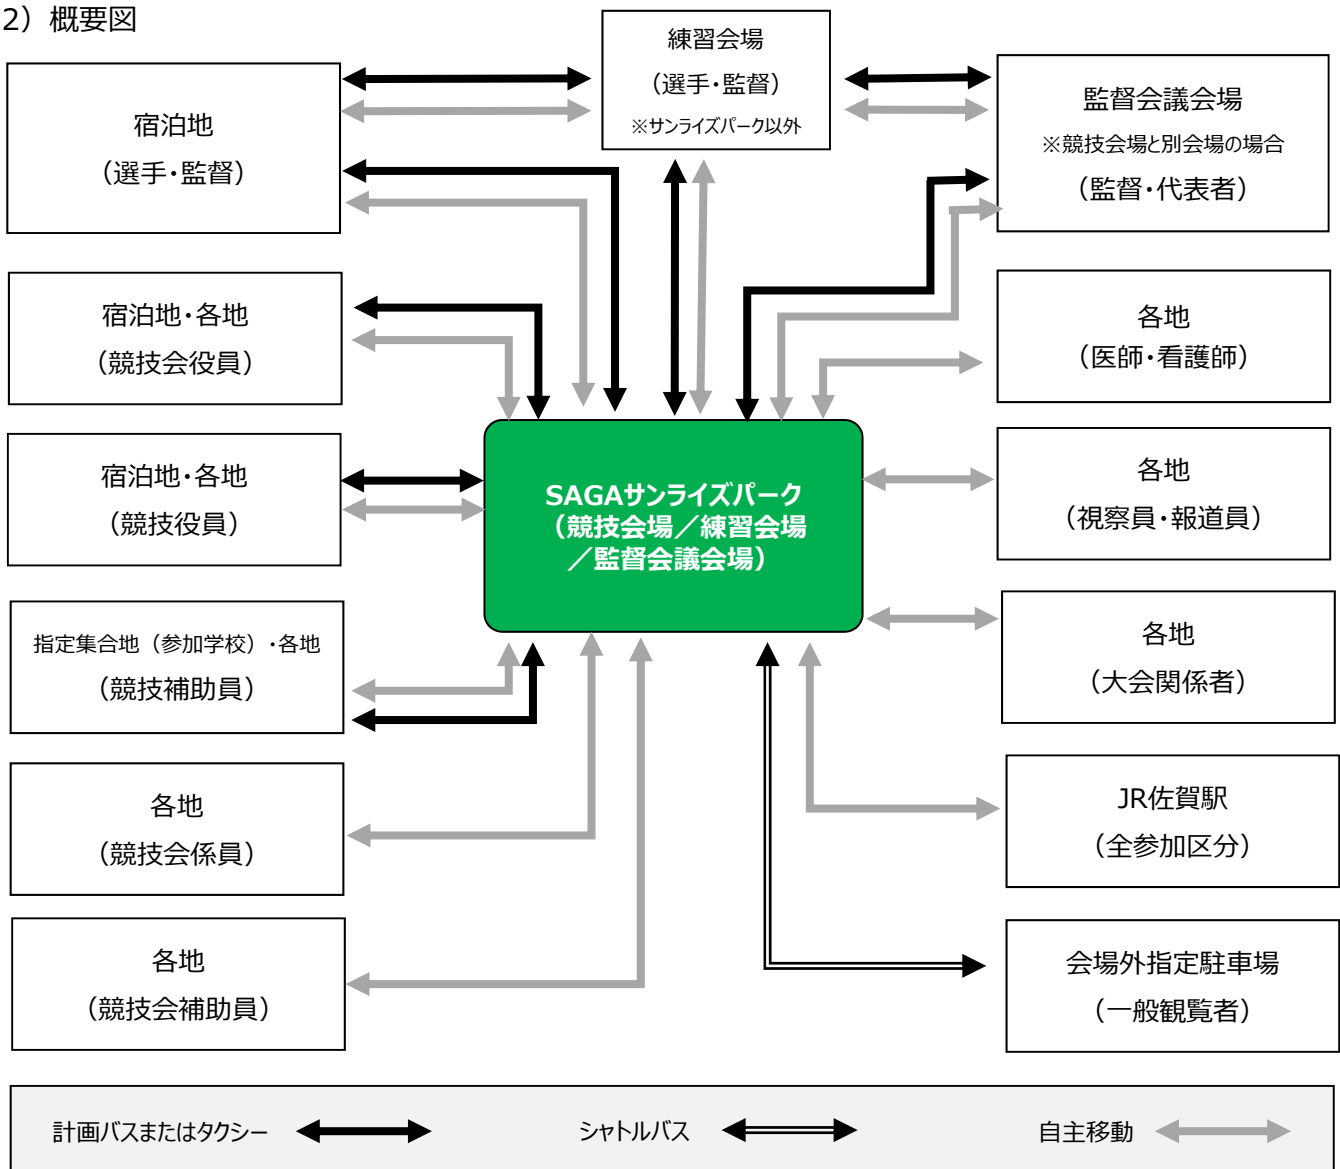 2）概要図
練習会場
（選手・監督）
※サンライズパーク以外
宿泊地
（選手・監督）
監督会議会場
※競技会場と別会場の場合
（監督・代表者）
宿泊地・各地
（競技会役員）
各地
（医師・看護師）
宿泊地・各地
（競技役員）
SAGAサンライズパーク
（競技会場／練習会場
／監督会議会場）
各地
（視察員・報道員）
指定集合地（参加学校）・各地
（競技補助員）
各地
（大会関係者）
各地
（競技会係員）
JR佐賀駅
（全参加区分）
各地
（競技会補助員）
会場外指定駐車場
（一般観覧者）
計画バスまたはタクシー
シャトルバス
自主移動